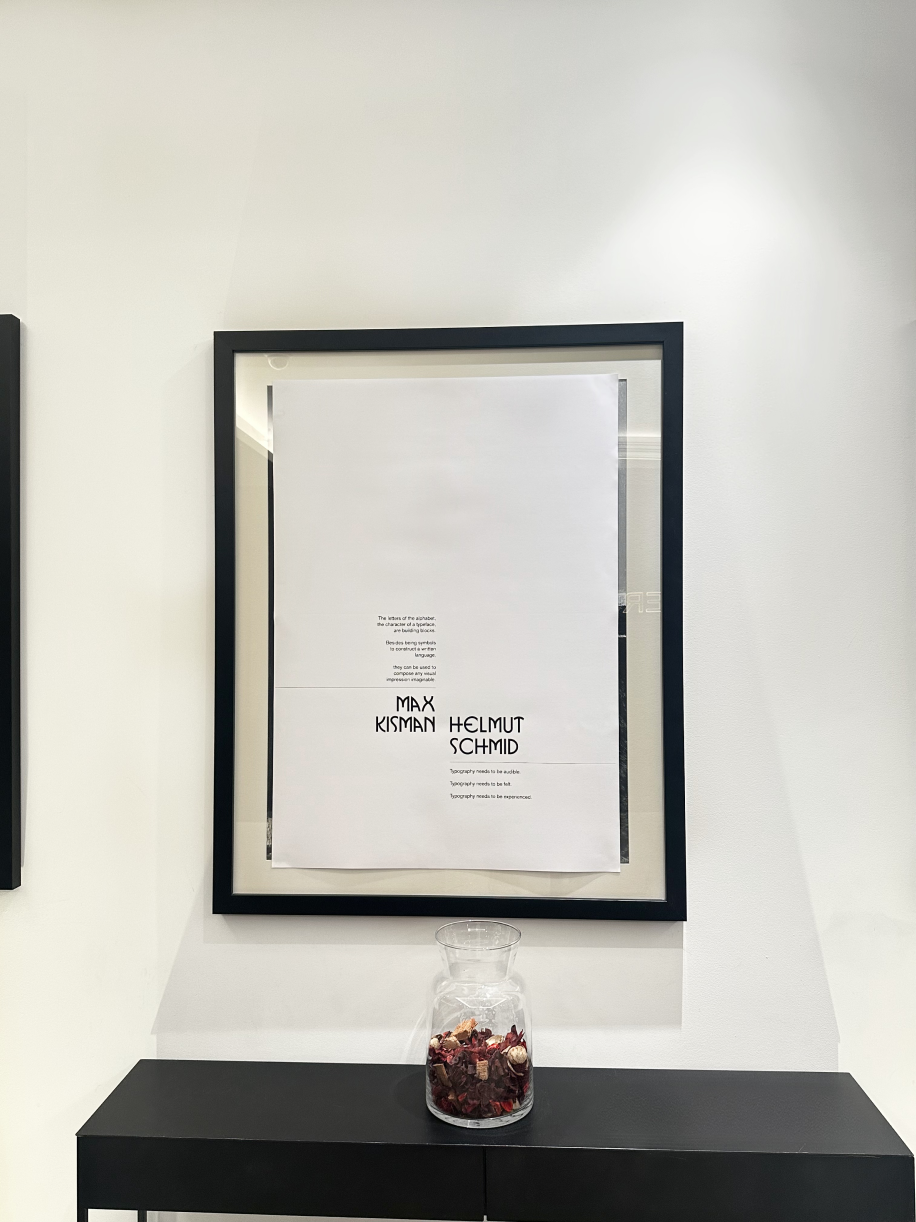 The letters of the alphabet,
the character of a typeface,
are building blocks.
Besides being symbols
to construct a written
language,
they can be used to
compose any visual
impression imaginable.
MAX
KISMAN
HELMUT
SCHMID
Typography needs to be audible.
Typography needs to be felt.
Typography needs to be experienced.